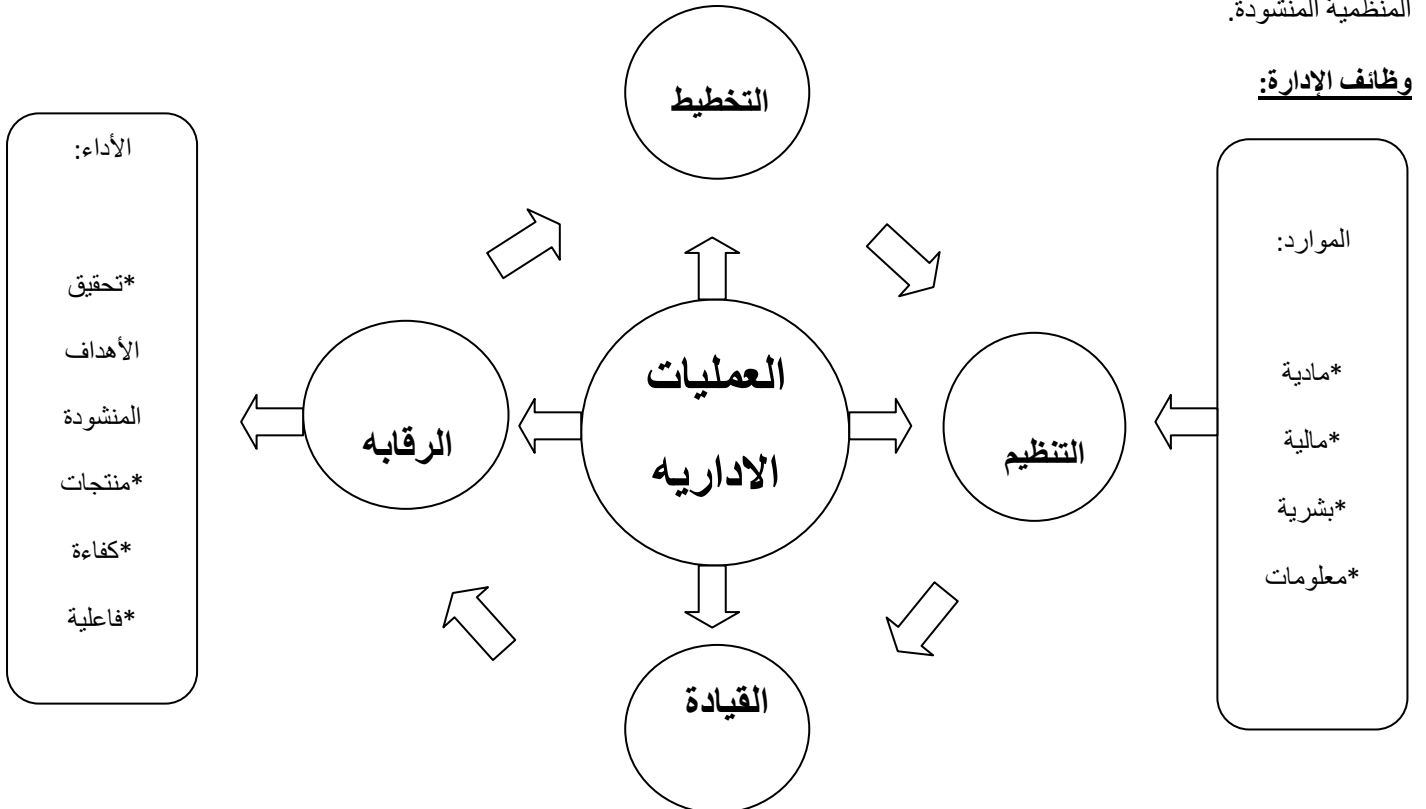 المنظمية المنشودة.
وظائف الإدارة:
الموارد:
*مادية
*مالية
*بشرية
*معلومات
التخطيط
التنظيم
العمليات
الاداريه
الرقابه
القيادة
الأداء:
*تحقيق
الأهداف
المنشودة
*منتجات
*كفاءة
*فاعلية